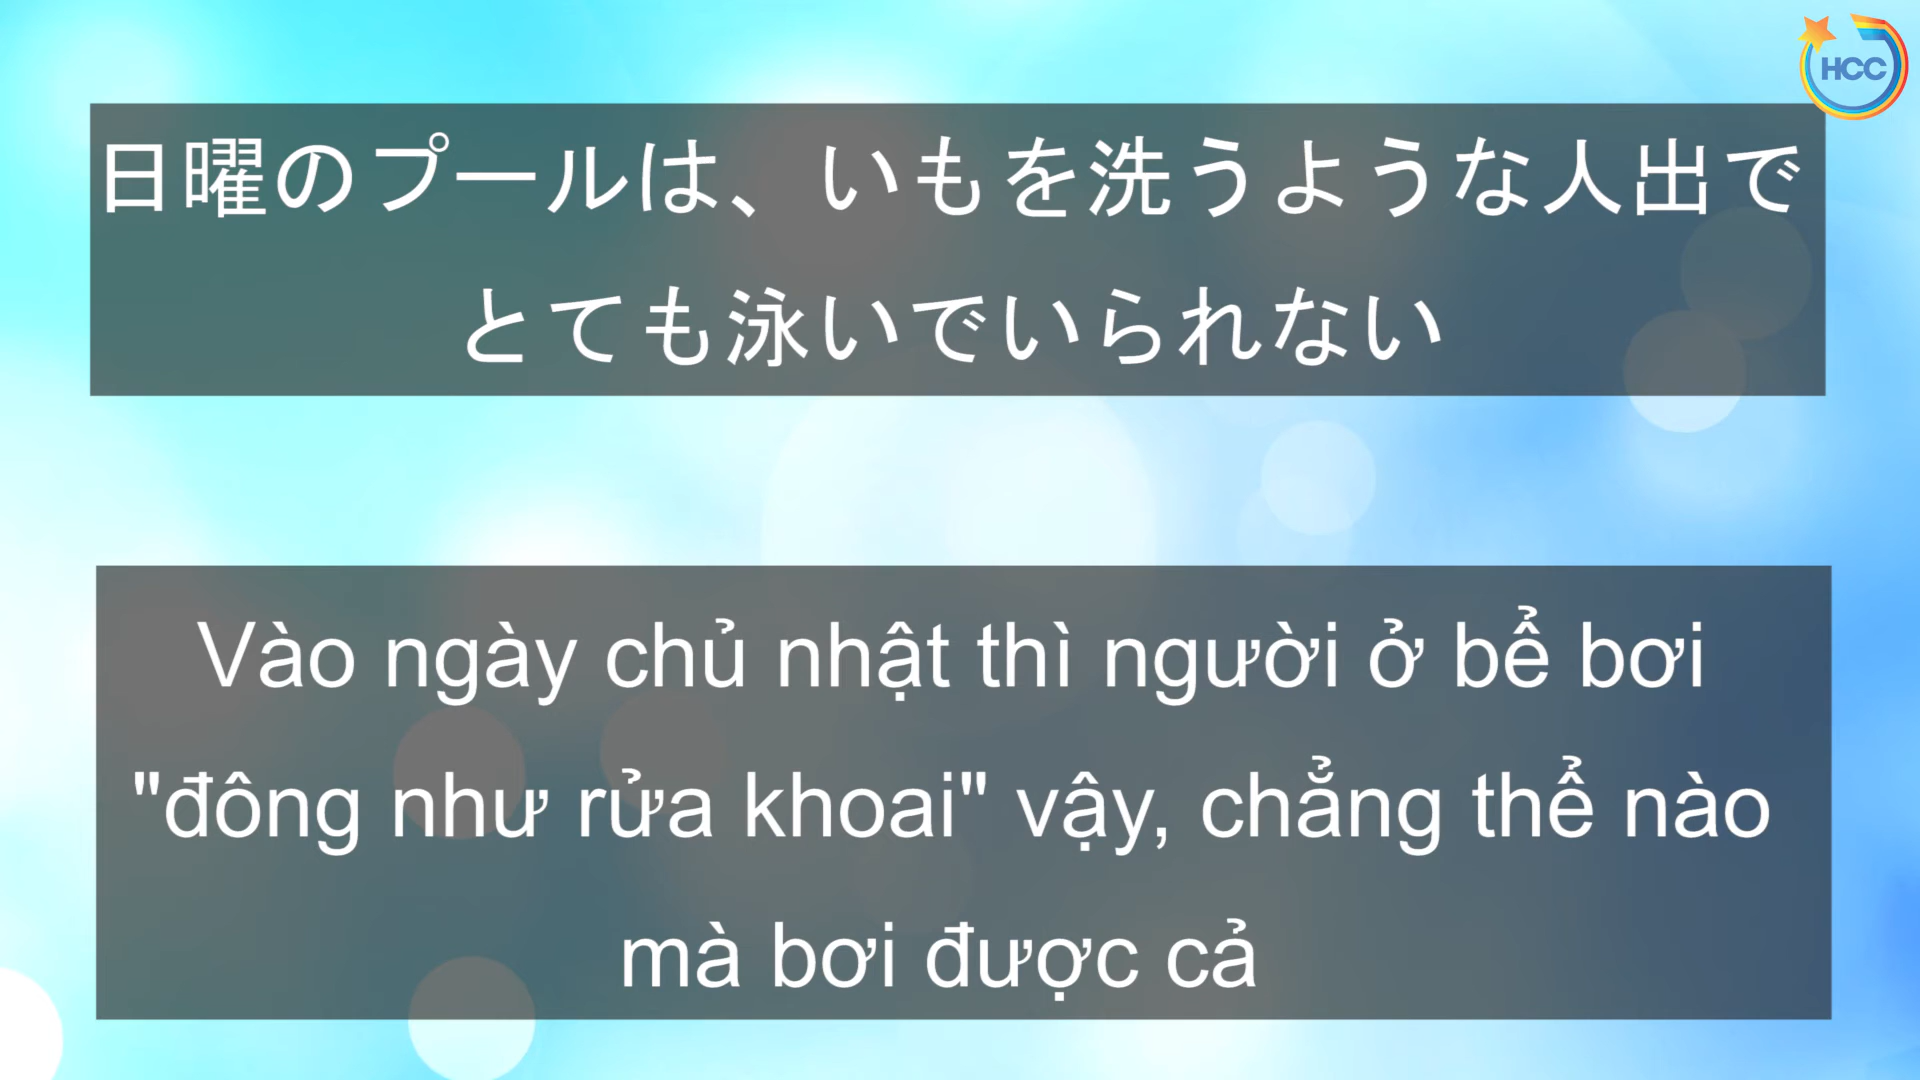 HCC
日曜のプールは、いもを洗うような人出で
とても泳いでいられない
Vào ngày chủ nhật thì người ở bể bơi
"đông như rửa khoai" vậy, chẳng thể nào
mà bơi được cả